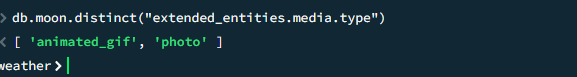 > db.moon.distinct("extended_entities.media.type")
< [ 'animated_gif', 'photo' ]
weather>